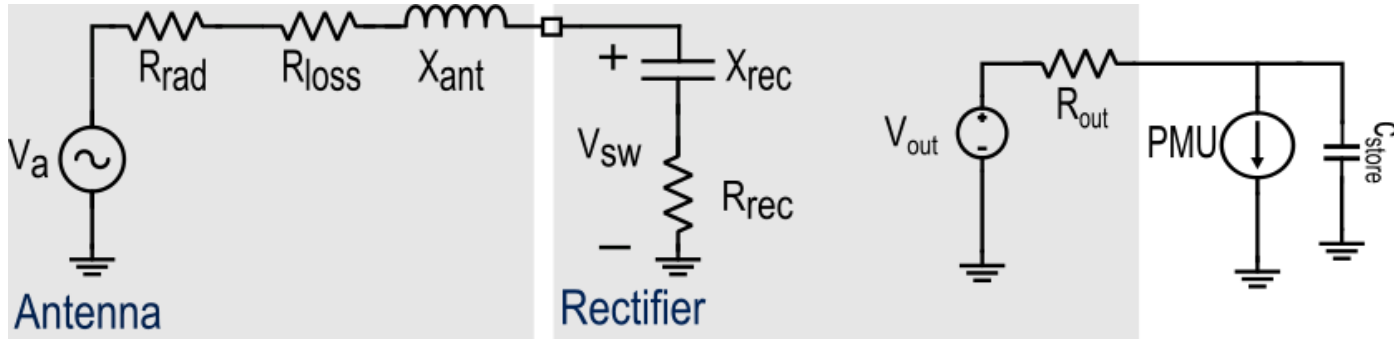 Rrad
Rloss
Xant
Va
+
Xrec
Vsw
Rrec
−
Antenna
Rectifier
Rout
Vout
+
-
PMU
Cstore